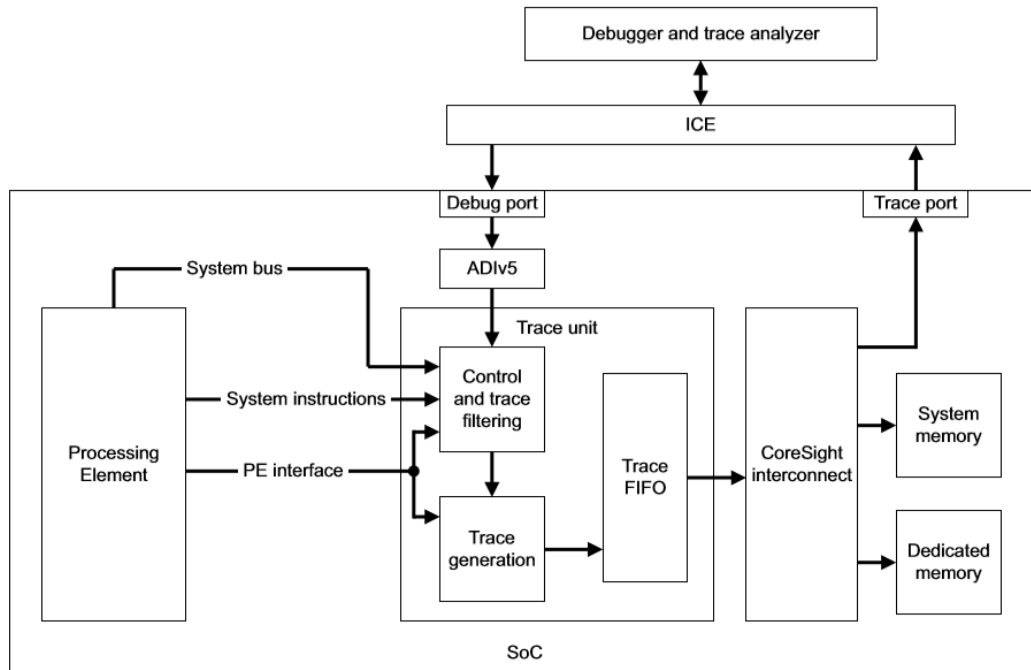 Debugger and trace analyzer
ICE
Debug port
Trace port
ADIv5
System bus
Trace unit
Control
and trace
filtering
System instructions
Processing
Element
PE interface
Trace
generation
Trace
FIFO
CoreSight
interconnect
System
memory
Dedicated
memory
SoC